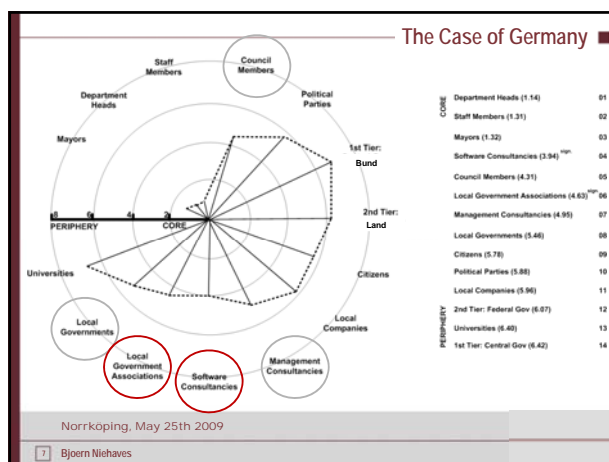 The Case of Germany
Staff
Members
Council
Members
Department
Heads
Political
Parties
Mayors
1st Tier:
Bund
8 6 4 2
PERIPHERY CORE
2nd Tier:
Land
Universities
Citizens
Local
Governments
Local
Companies
Local
Government
Associations
Software
Consultancies
Management
Consultancies
CORE
Department Heads (1.14) 01
Staff Members (1.31) 02
Mayors (1.32) 03
Software Consultancies (3.94) sign. 04
Council Members (4.31) 05
Local Government Associations (4.63) sign. 06
Management Consultancies (4.95) 07
Local Governments (5.46) 08
Citizens (5.78) 09
Political Parties (5.88) 10
Local Companies (5.96) 11
PERIPHERY
2nd Tier: Federal Gov (6.07) 12
Universities (6.40) 13
1st Tier: Central Gov (6.42) 14
Norrköping, May 25th 2009
7 Bjoern Niehaves